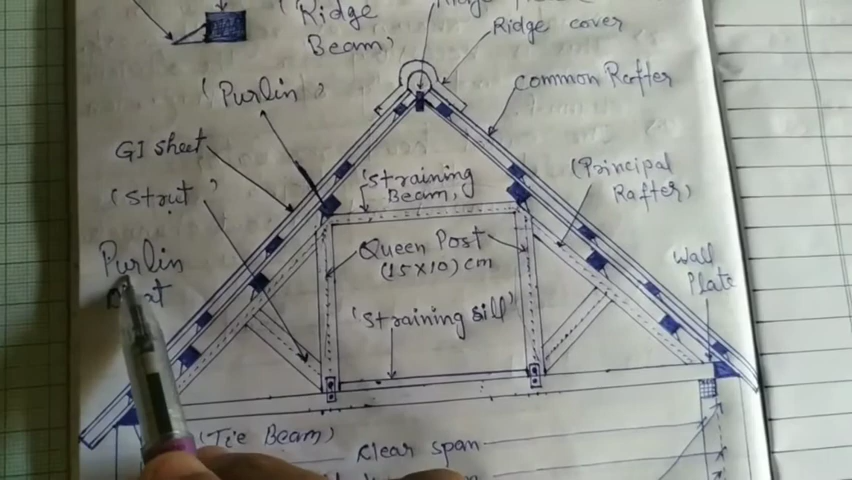 (Ridge
Beam)
Ridge cover
(Purlin)
Common Rafter
GI sheet
(Strut)
'Straining
Beam,
(Principal
Rafter)
Purlin
Queen Post
(15X10) cm
Wall
Plate
'Straining sill'
(Tie Beam)
clear span